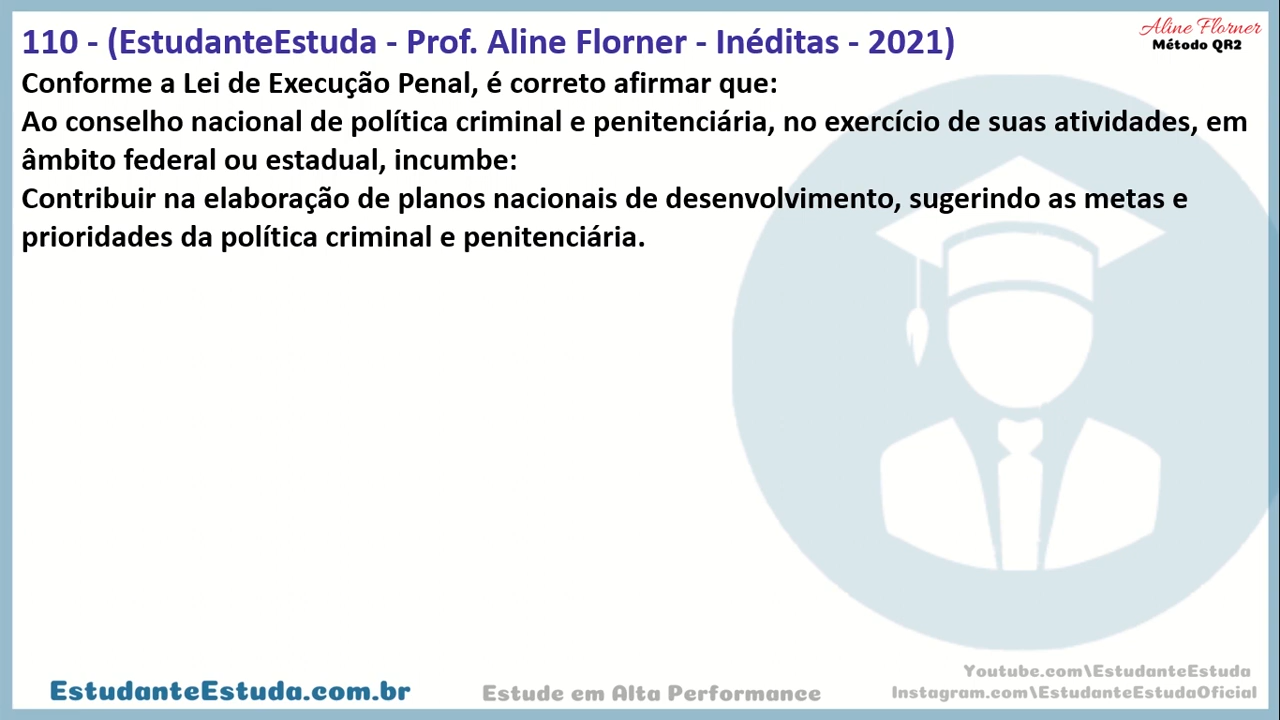 110 - (EstudanteEstuda - Prof. Aline Florner - Inéditas - 2021)
Aline Florner
Método QR2
Conforme a Lei de Execução Penal, é correto afirmar que:
Ao conselho nacional de política criminal e penitenciária, no exercício de suas atividades, em
âmbito federal ou estadual, incumbe:
Contribuir na elaboração de planos nacionais de desenvolvimento, sugerindo as metas e
prioridades da política criminal e penitenciária.
EstudanteEstuda.com.br
Estude em Alta Performance
Youtube.com\EstudanteEstuda
Instagram.com\EstudanteEstudaOficial